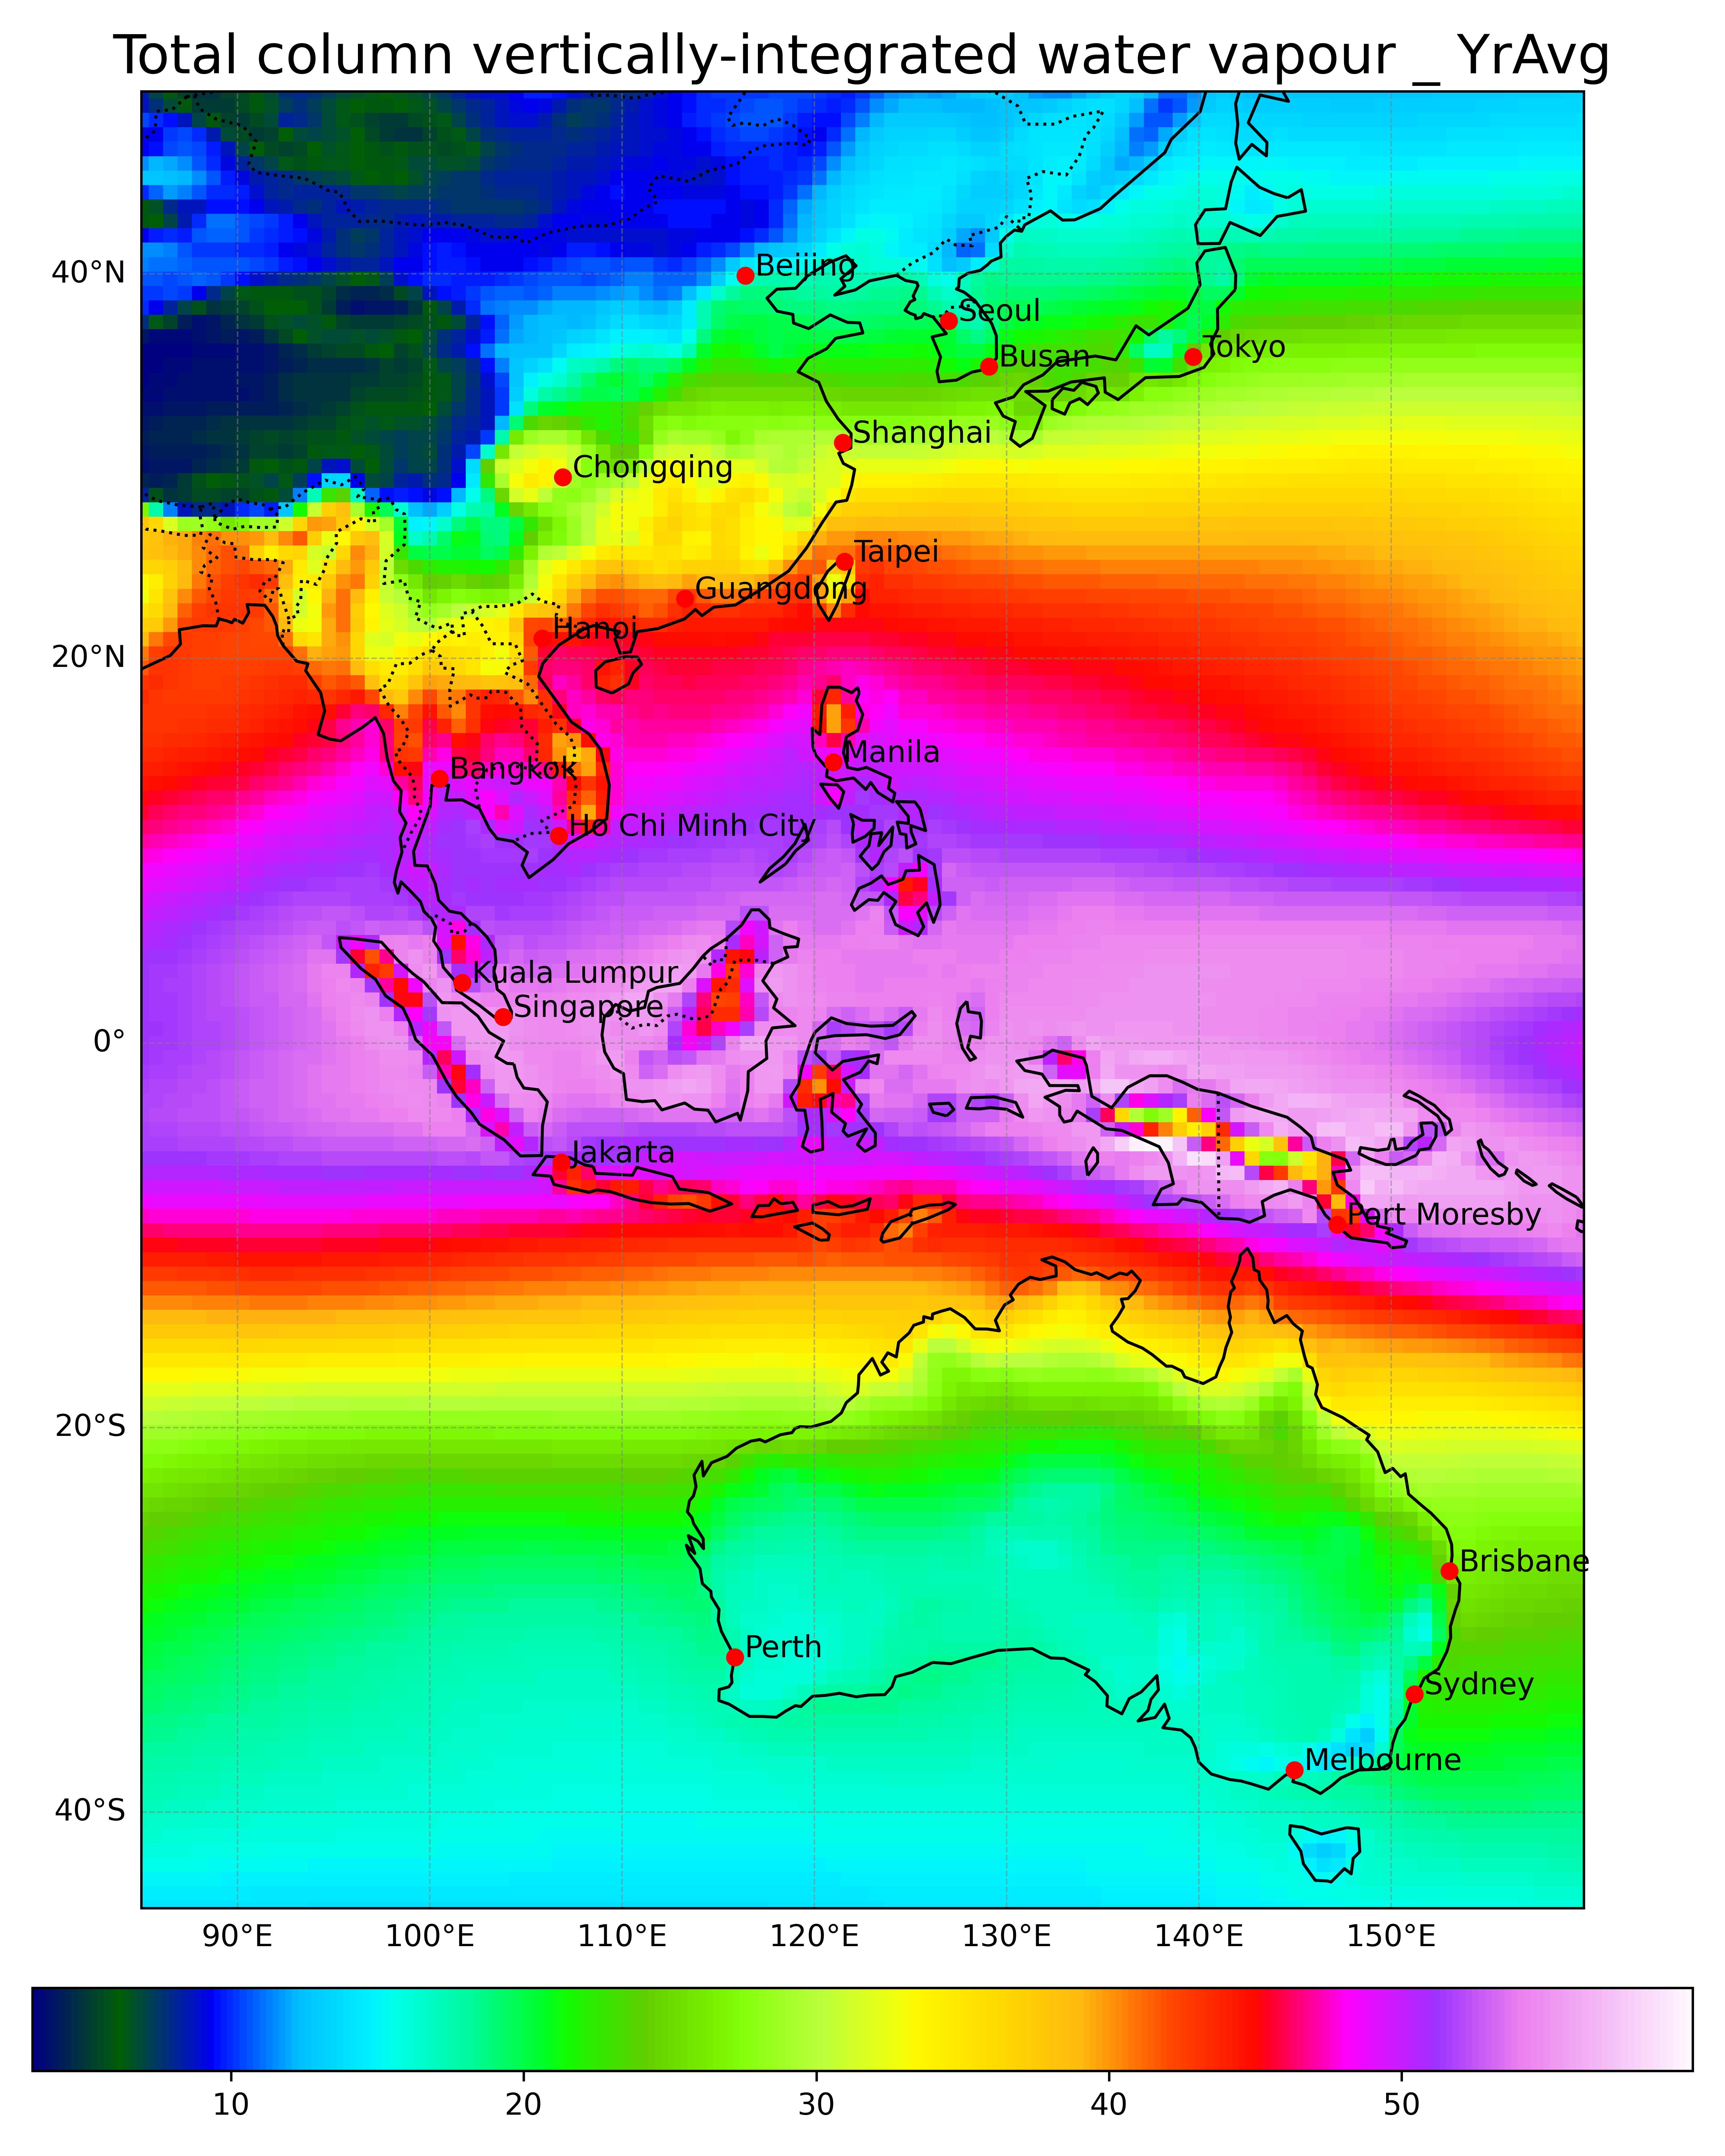 Total column vertically-integrated water vapour _ YrAvg
40°N
20°N
0°
20°S
40°S
Beijing
Seoul
Tokyo
Busan
Shanghai
Chongqing
Taipei
Guangdong
Hanoi
Manila
Bangkok
Ho Chi Minh City
Kuala Lumpur
Singapore
Jakarta
Port Moresby
Brisbane
Perth
Sydney
Melbourne
90°E 100°E 110°E 120°E 130°E 140°E 150°E
10 20 30 40 50